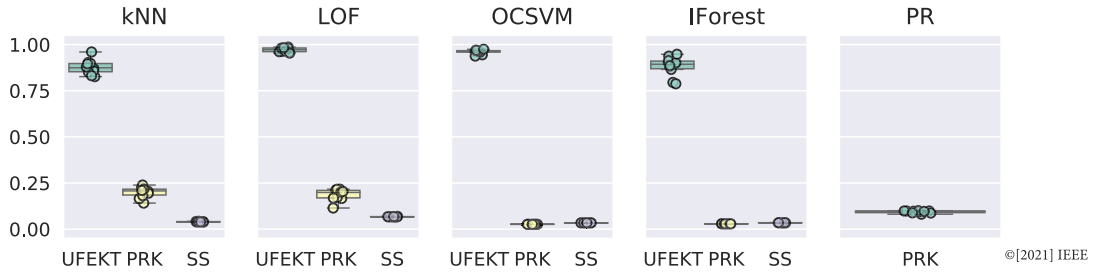 kNN LOF OCSVM IForest PR
1.00
0.75
0.50
0.25
0.00
UFEKT PRK SS UFEKT PRK SS UFEKT PRK SS UFEKT PRK SS PRK
©[2021] IEEE